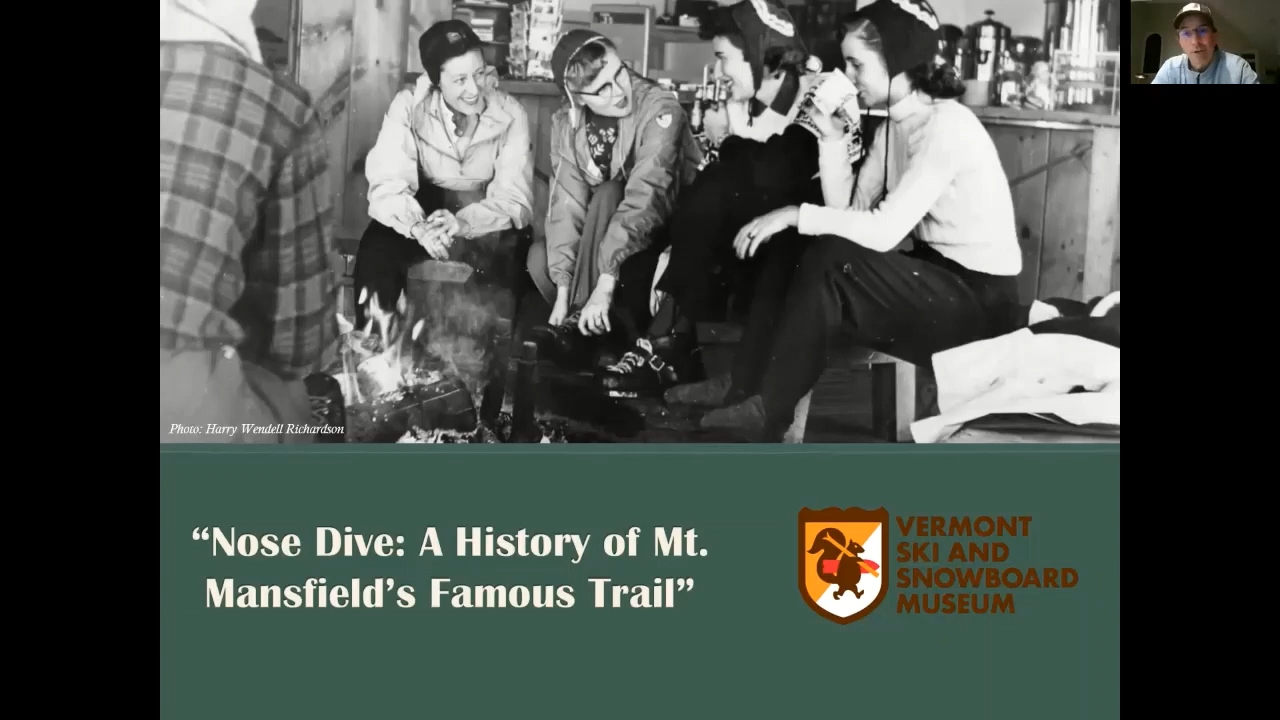 Photo: Harry Wendell Richardson
“Nose Dive: A History of Mt.
Mansfield’s Famous Trail”
VERMONT
SKI AND
SNOWBOARD
MUSEUM